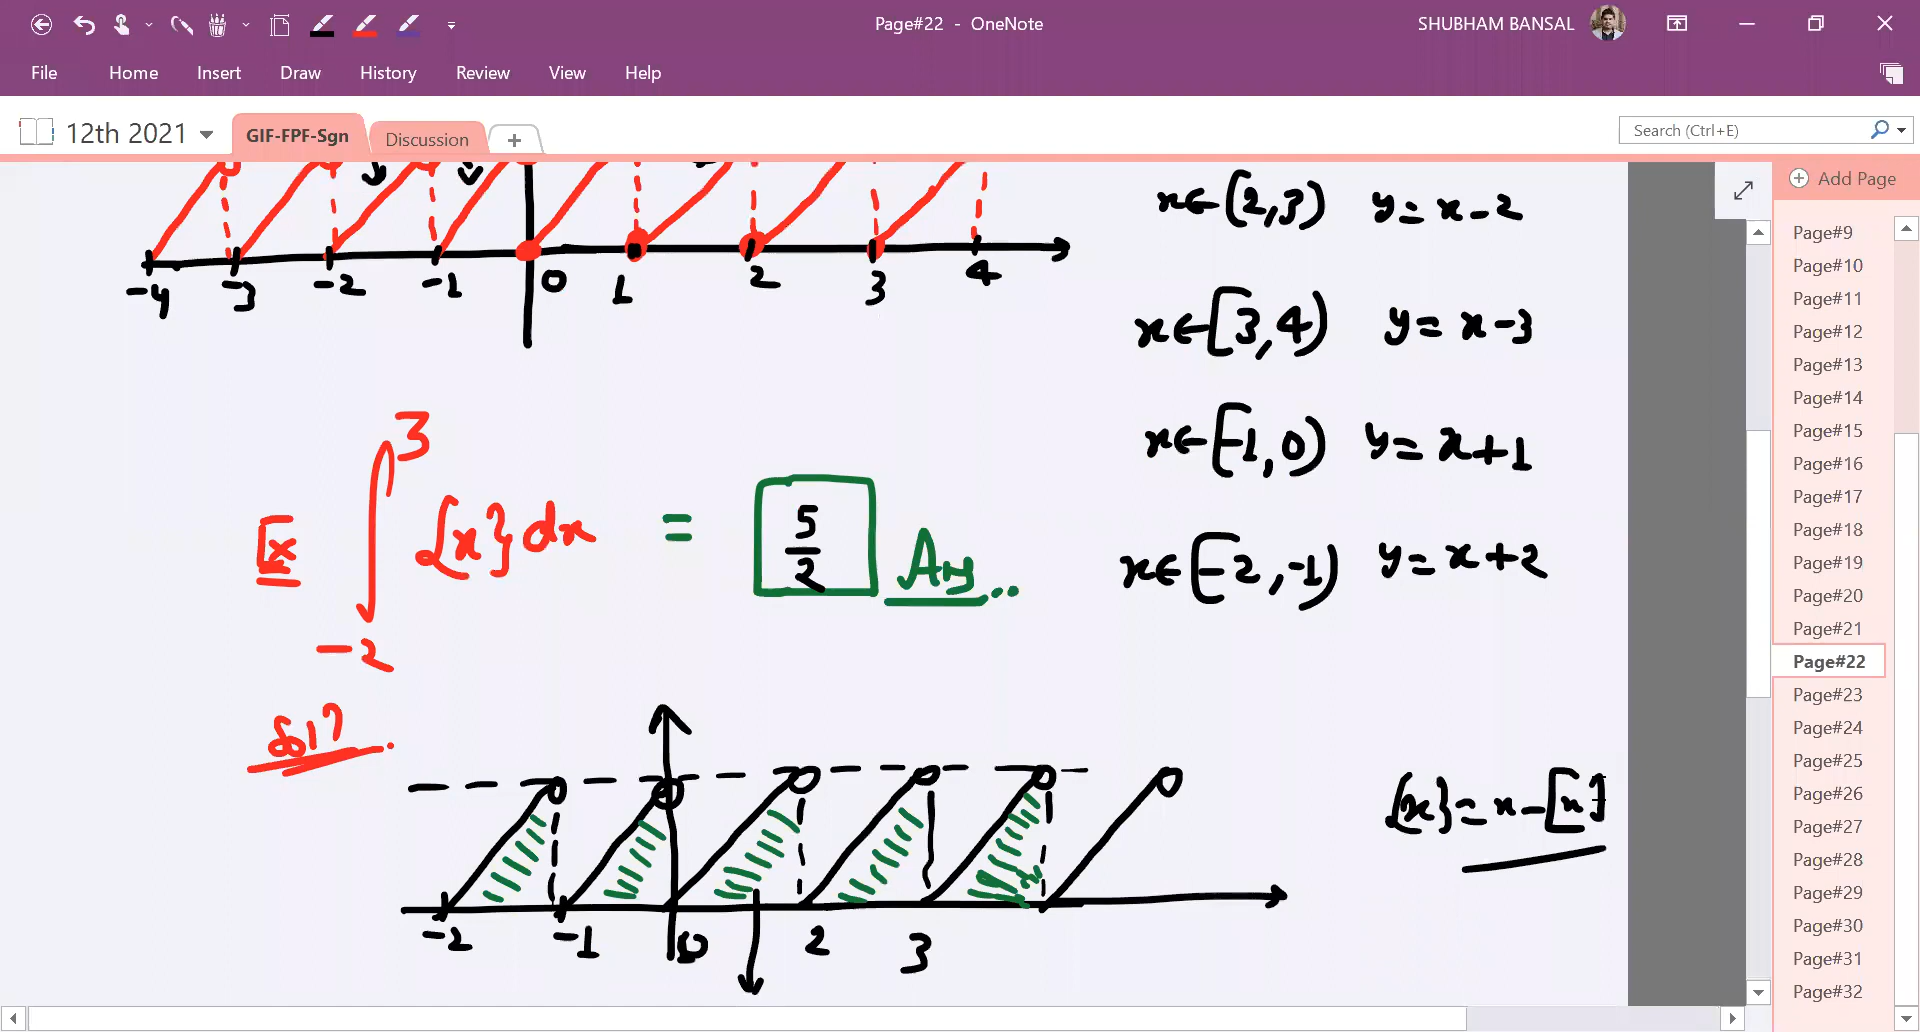 Page#22 - OneNote
SHUBHAM BANSAL
File Home Insert Draw History Review View Help
12th 2021
GIF-FPF-Sgn
Discussion
+
Search (Ctrl+E)
Add Page
Page#9
Page#10
Page#11
Page#12
Page#13
Page#14
Page#15
Page#16
Page#17
Page#18
Page#19
Page#20
Page#21
Page#22
Page#23
Page#24
Page#25
Page#26
Page#27
Page#28
Page#29
Page#30
Page#31
Page#32
-4 -3 -2 -1 0 1 2 3 4
x∈(2,3) y=x-2
x∈[3,4) y=x-3
x∈[-1,0) y=x+1
x∈[-2,-1) y=x+2
Ex ∫_{-2}^{3} {x}dx = 5/2 Ans..
Sol?
{x}=x-[x]
-2 -1 0 2 3